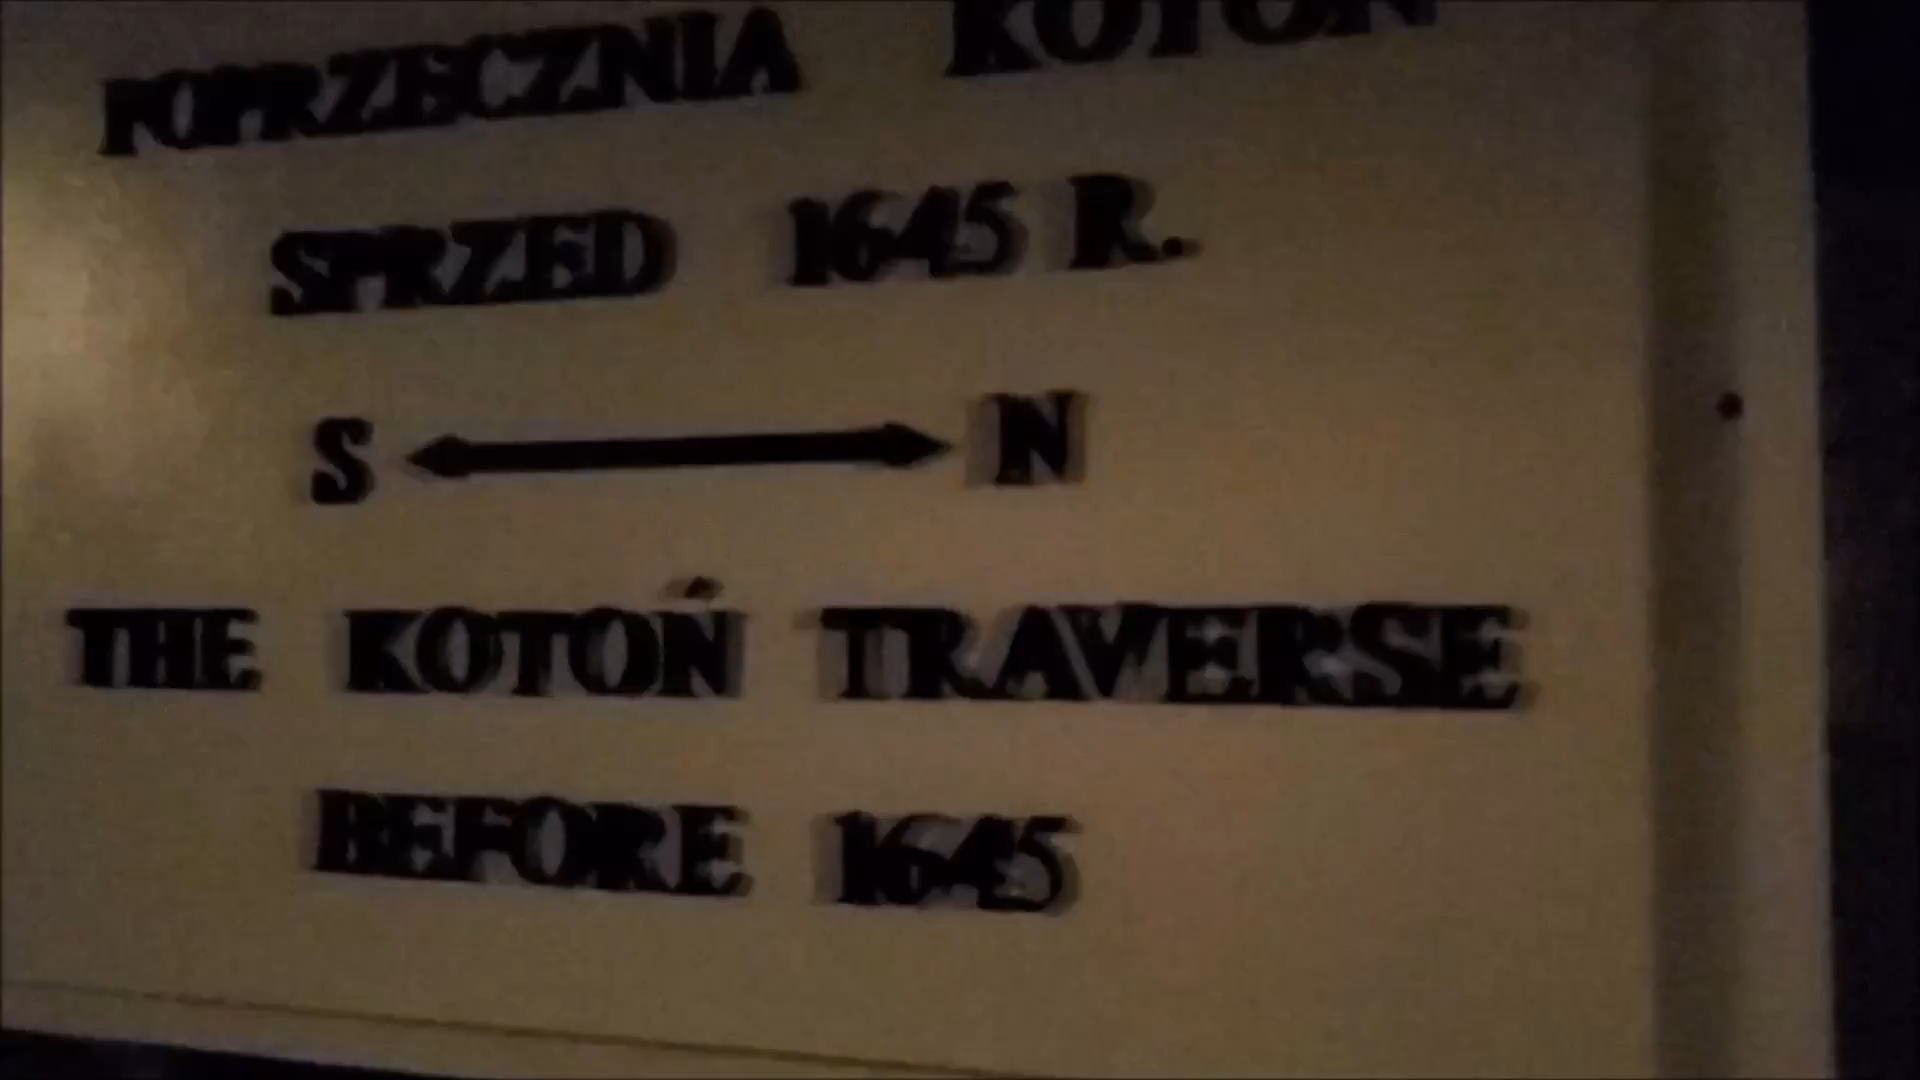 POPRZECZNIA KOTOŃ
SPRZED 1645 R.
S N
THE KOTOŃ TRAVERSE
BEFORE 1645